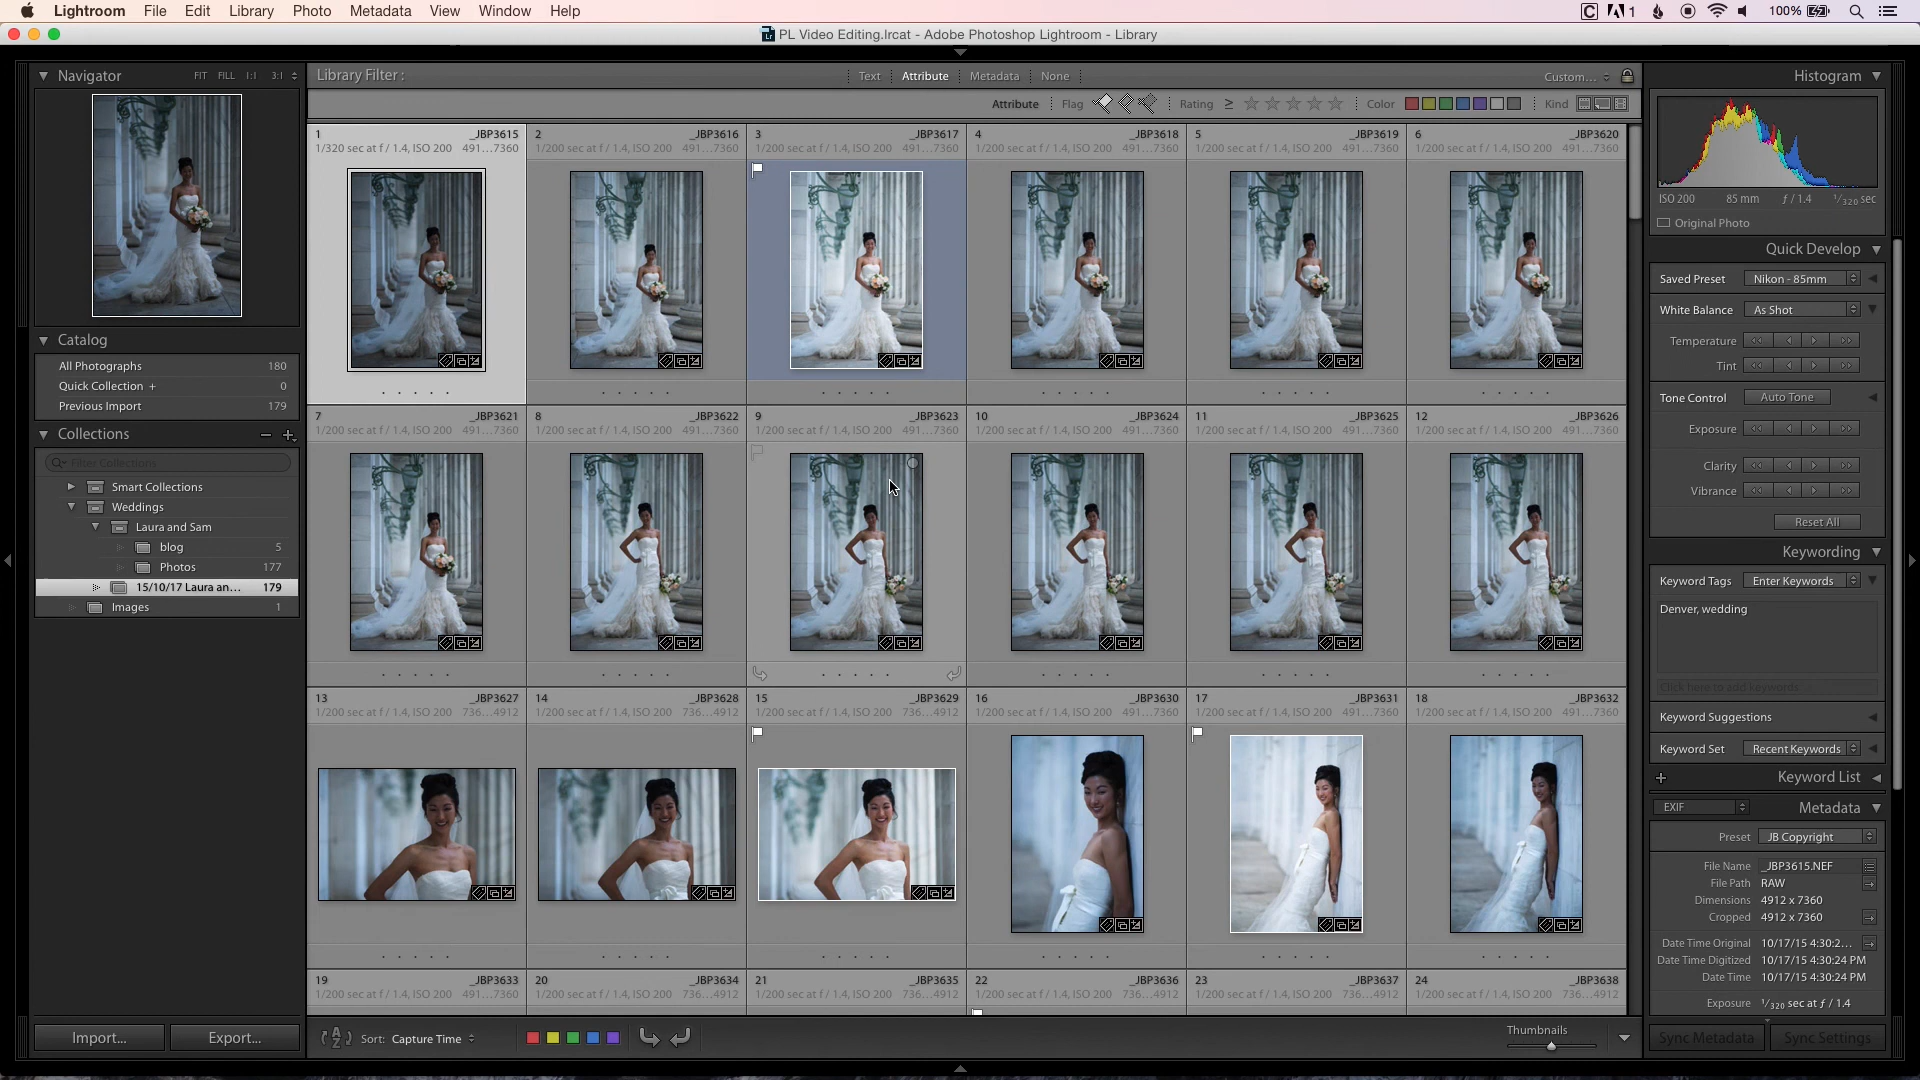 Lightroom File Edit Library Photo Metadata View Window Help 1 100%
PL Video Editing.lrcat - Adobe Photoshop Lightroom - Library
Navigator FIT FILL 1:1 3:1
Library Filter : Text Attribute Metadata None Custom...
Histogram
Attribute Flag Rating ≥ Color Kind
1 _JBP3615 2 _JBP3616 3 _JBP3617 4 _JBP3618 5 _JBP3619 6 _JBP3620
1/320 sec at f / 1.4, ISO 200 491...7360 1/200 sec at f / 1.4, ISO 200 491...7360 1/200 sec at f / 1.4, ISO 200 491...7360 1/200 sec at f / 1.4, ISO 200 491...7360 1/200 sec at f / 1.4, ISO 200 491...7360 1/200 sec at f / 1.4, ISO 200 491...7360
ISO 200 85 mm ƒ / 1.4 1/320 sec
Original Photo
Quick Develop
Saved Preset Nikon - 85mm
White Balance As Shot
Temperature
Tint
Tone Control Auto Tone
Exposure
Clarity
Vibrance
Reset All
Catalog
All Photographs 180
Quick Collection + 0
Previous Import 179
Collections
Filter Collections
Smart Collections
Weddings
Laura and Sam
blog 5
Photos 177
15/10/17 Laura an... 179
Images 1
7 _JBP3621 8 _JBP3622 9 _JBP3623 10 _JBP3624 11 _JBP3625 12 _JBP3626
1/200 sec at f / 1.4, ISO 200 491...7360 1/200 sec at f / 1.4, ISO 200 491...7360 1/200 sec at f / 1.4, ISO 200 491...7360 1/200 sec at f / 1.4, ISO 200 491...7360 1/200 sec at f / 1.4, ISO 200 491...7360 1/200 sec at f / 1.4, ISO 200 491...7360
Keywording
Keyword Tags Enter Keywords
Denver, wedding
Click here to add keywords
Keyword Suggestions
Keyword Set Recent Keywords
Keyword List
13 _JBP3627 14 _JBP3628 15 _JBP3629 16 _JBP3630 17 _JBP3631 18 _JBP3632
1/200 sec at f / 1.4, ISO 200 736...4912 1/200 sec at f / 1.4, ISO 200 736...4912 1/200 sec at f / 1.4, ISO 200 736...4912 1/200 sec at f / 1.4, ISO 200 491...7360 1/200 sec at f / 1.4, ISO 200 491...7360 1/200 sec at f / 1.4, ISO 200 491...7360
EXIF Metadata
Preset JB Copyright
File Name _JBP3615.NEF
File Path RAW
Dimensions 4912 x 7360
Cropped 4912 x 7360
Date Time Original 10/17/15 4:30:2...
Date Time Digitized 10/17/15 4:30:24 PM
Date Time 10/17/15 4:30:24 PM
Exposure 1/320 sec at ƒ / 1.4
19 _JBP3633 20 _JBP3634 21 _JBP3635 22 _JBP3636 23 _JBP3637 24 _JBP3638
1/200 sec at f / 1.4, ISO 200 491...7360 1/200 sec at f / 1.4, ISO 200 736...4912 1/200 sec at f / 1.4, ISO 200 736...4912 1/200 sec at f / 1.4, ISO 200 736...4912 1/200 sec at f / 1.4, ISO 200 736...4912 1/200 sec at f / 1.4, ISO 200 736...4912
Import... Export... Sort: Capture Time Thumbnails Sync Metadata Sync Settings